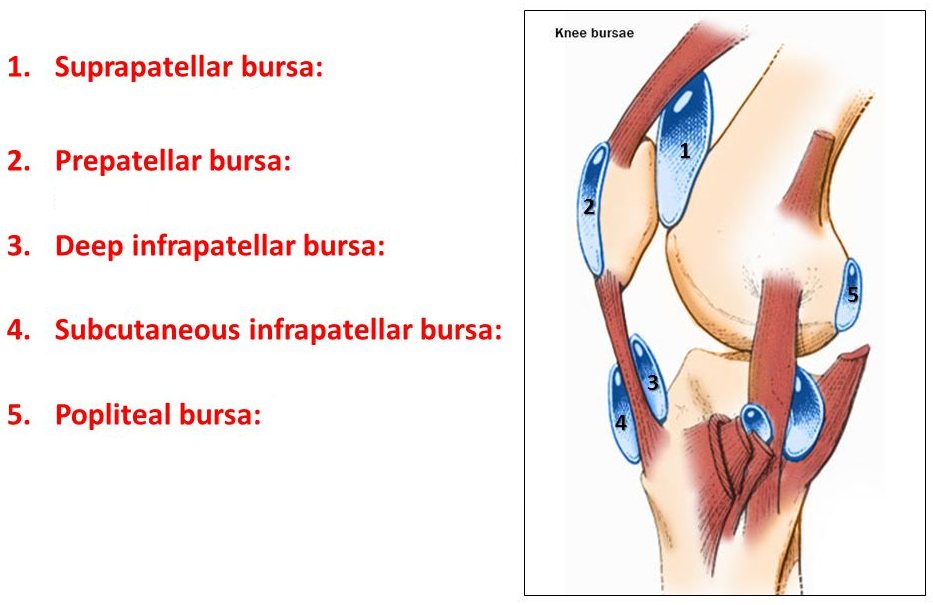 1. Suprapatellar bursa:
2. Prepatellar bursa:
3. Deep infrapatellar bursa:
4. Subcutaneous infrapatellar bursa:
5. Popliteal bursa:
Knee bursae
1
2
5
3
4